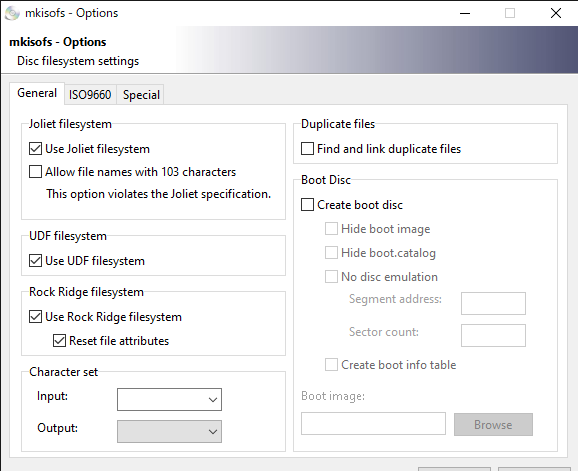 mkisofs - Options
mkisofs - Options
Disc filesystem settings
General ISO9660 Special
Joliet filesystem
Use Joliet filesystem
Allow file names with 103 characters
This option violates the Joliet specification.
UDF filesystem
Use UDF filesystem
Rock Ridge filesystem
Use Rock Ridge filesystem
Reset file attributes
Character set
Input:
Output:
Duplicate files
Find and link duplicate files
Boot Disc
Create boot disc
Hide boot image
Hide boot.catalog
No disc emulation
Segment address:
Sector count:
Create boot info table
Boot image:
Browse